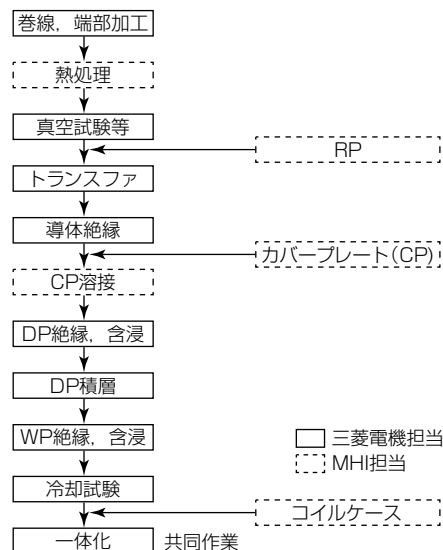 巻線，端部加工
熱処理
真空試験等
RP
トランスファ
導体絶縁
カバープレート(CP)
CP溶接
DP絶縁，含浸
DP積層
WP絶縁，含浸
三菱電機担当
MHI担当
冷却試験
コイルケース
一体化 共同作業